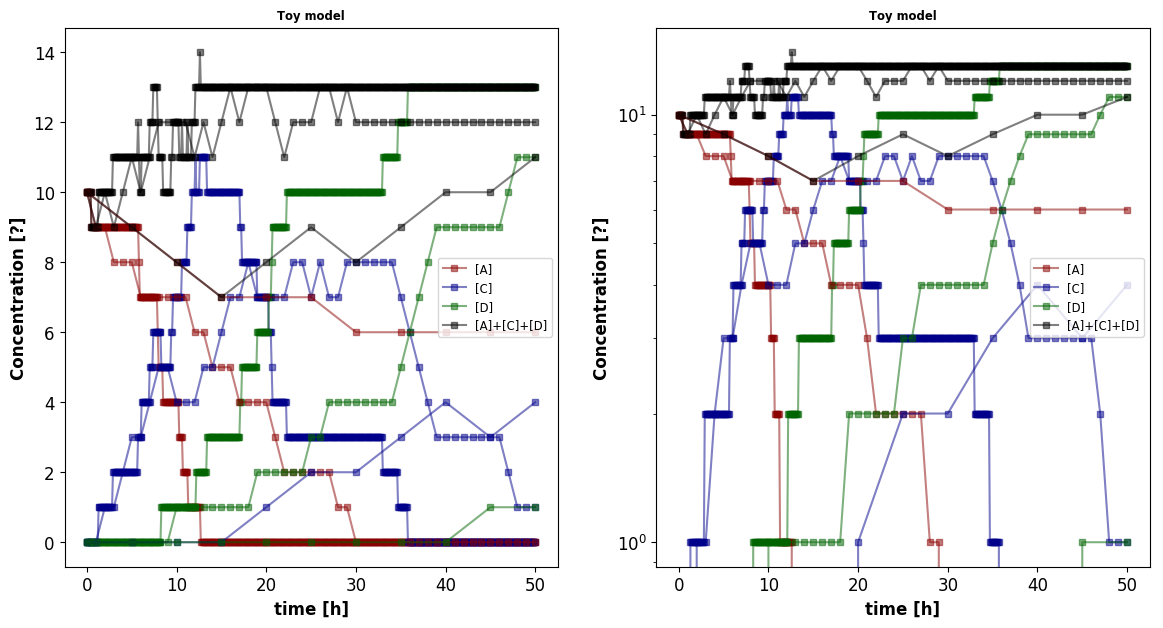 Toy model
Concentration [?]
14
12
10
8
6
4
2
0
0
10
20
30
40
50
time [h]
[A]
[C]
[D]
[A]+[C]+[D]
Toy model
Concentration [?]
10¹
10⁰
0
10
20
30
40
50
time [h]
[A]
[C]
[D]
[A]+[C]+[D]